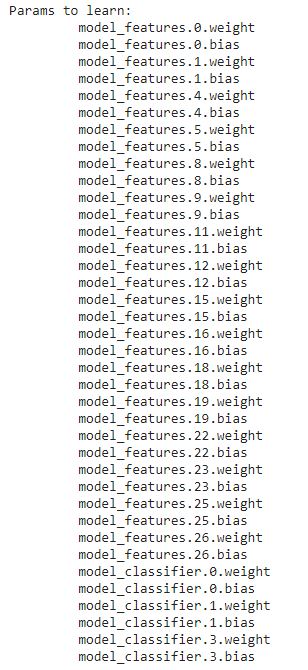 Params to learn:
model_features.0.weight
model_features.0.bias
model_features.1.weight
model_features.1.bias
model_features.4.weight
model_features.4.bias
model_features.5.weight
model_features.5.bias
model_features.8.weight
model_features.8.bias
model_features.9.weight
model_features.9.bias
model_features.11.weight
model_features.11.bias
model_features.12.weight
model_features.12.bias
model_features.15.weight
model_features.15.bias
model_features.16.weight
model_features.16.bias
model_features.18.weight
model_features.18.bias
model_features.19.weight
model_features.19.bias
model_features.22.weight
model_features.22.bias
model_features.23.weight
model_features.23.bias
model_features.25.weight
model_features.25.bias
model_features.26.weight
model_features.26.bias
model_classifier.0.weight
model_classifier.0.bias
model_classifier.1.weight
model_classifier.1.bias
model_classifier.3.weight
model_classifier.3.bias